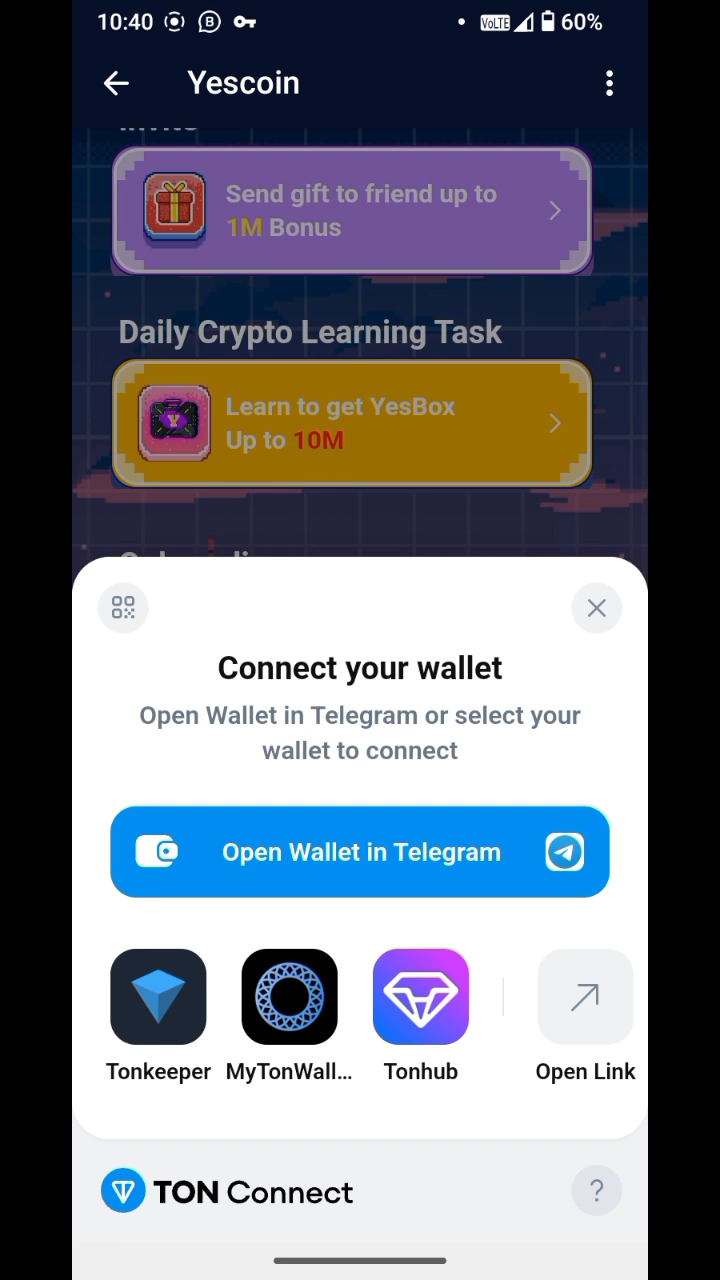 10:40
VoLTE
60%
Yescoin
Send gift to friend up to
1M Bonus
Daily Crypto Learning Task
Learn to get YesBox
Up to 10M
Connect your wallet
Open Wallet in Telegram or select your
wallet to connect
Open Wallet in Telegram
Tonkeeper
MyTonWall...
Tonhub
Open Link
TON Connect
?